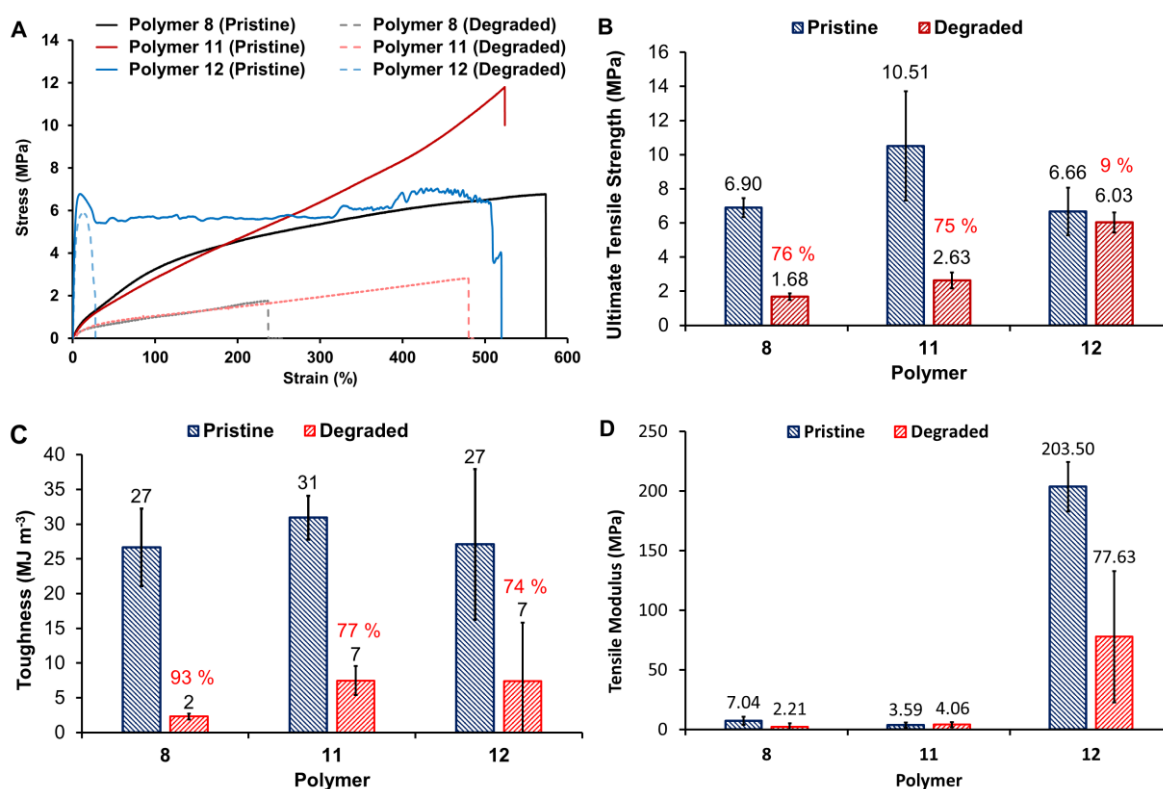 A
Polymer 8 (Pristine) Polymer 8 (Degraded)
Polymer 11 (Pristine) Polymer 11 (Degraded)
Polymer 12 (Pristine) Polymer 12 (Degraded)
Stress (MPa)
14
12
10
8
6
4
2
0
0 100 200 300 400 500 600
Strain (%)
B
Pristine Degraded
Ultimate Tensile Strength (MPa)
16
14
12
10
8
6
4
2
0
6.90
76 %
1.68
10.51
75 %
2.63
6.66
9 %
6.03
8 11 12
Polymer
C
Pristine Degraded
Toughness (MJ m-3)
40
35
30
25
20
15
10
5
0
27
93 %
2
31
77 %
7
27
74 %
7
8 11 12
Polymer
D
Pristine Degraded
Tensile Modulus (MPa)
250
200
150
100
50
0
7.04
2.21
3.59
4.06
203.50
77.63
8 11 12
Polymer